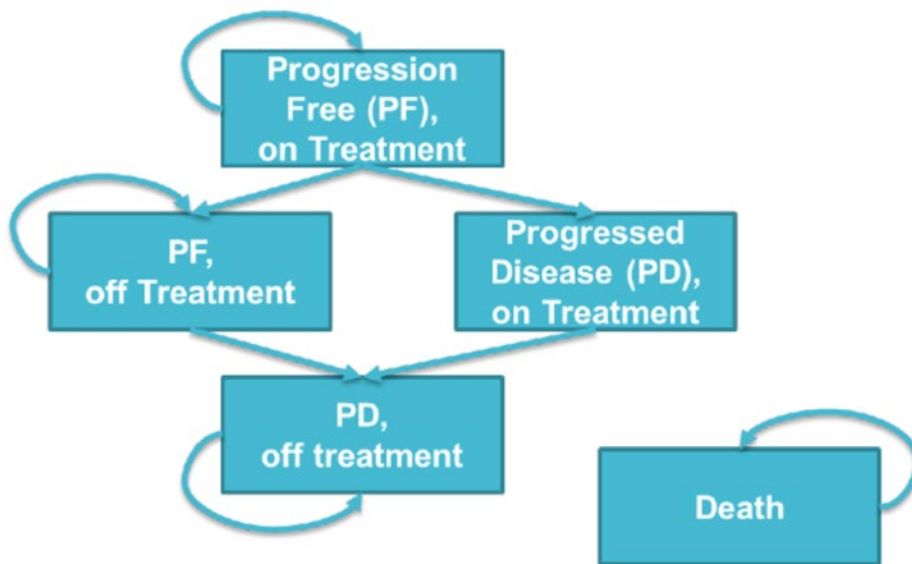 Progression
Free (PF),
on Treatment
PF,
off Treatment
Progressed
Disease (PD),
on Treatment
PD,
off treatment
Death